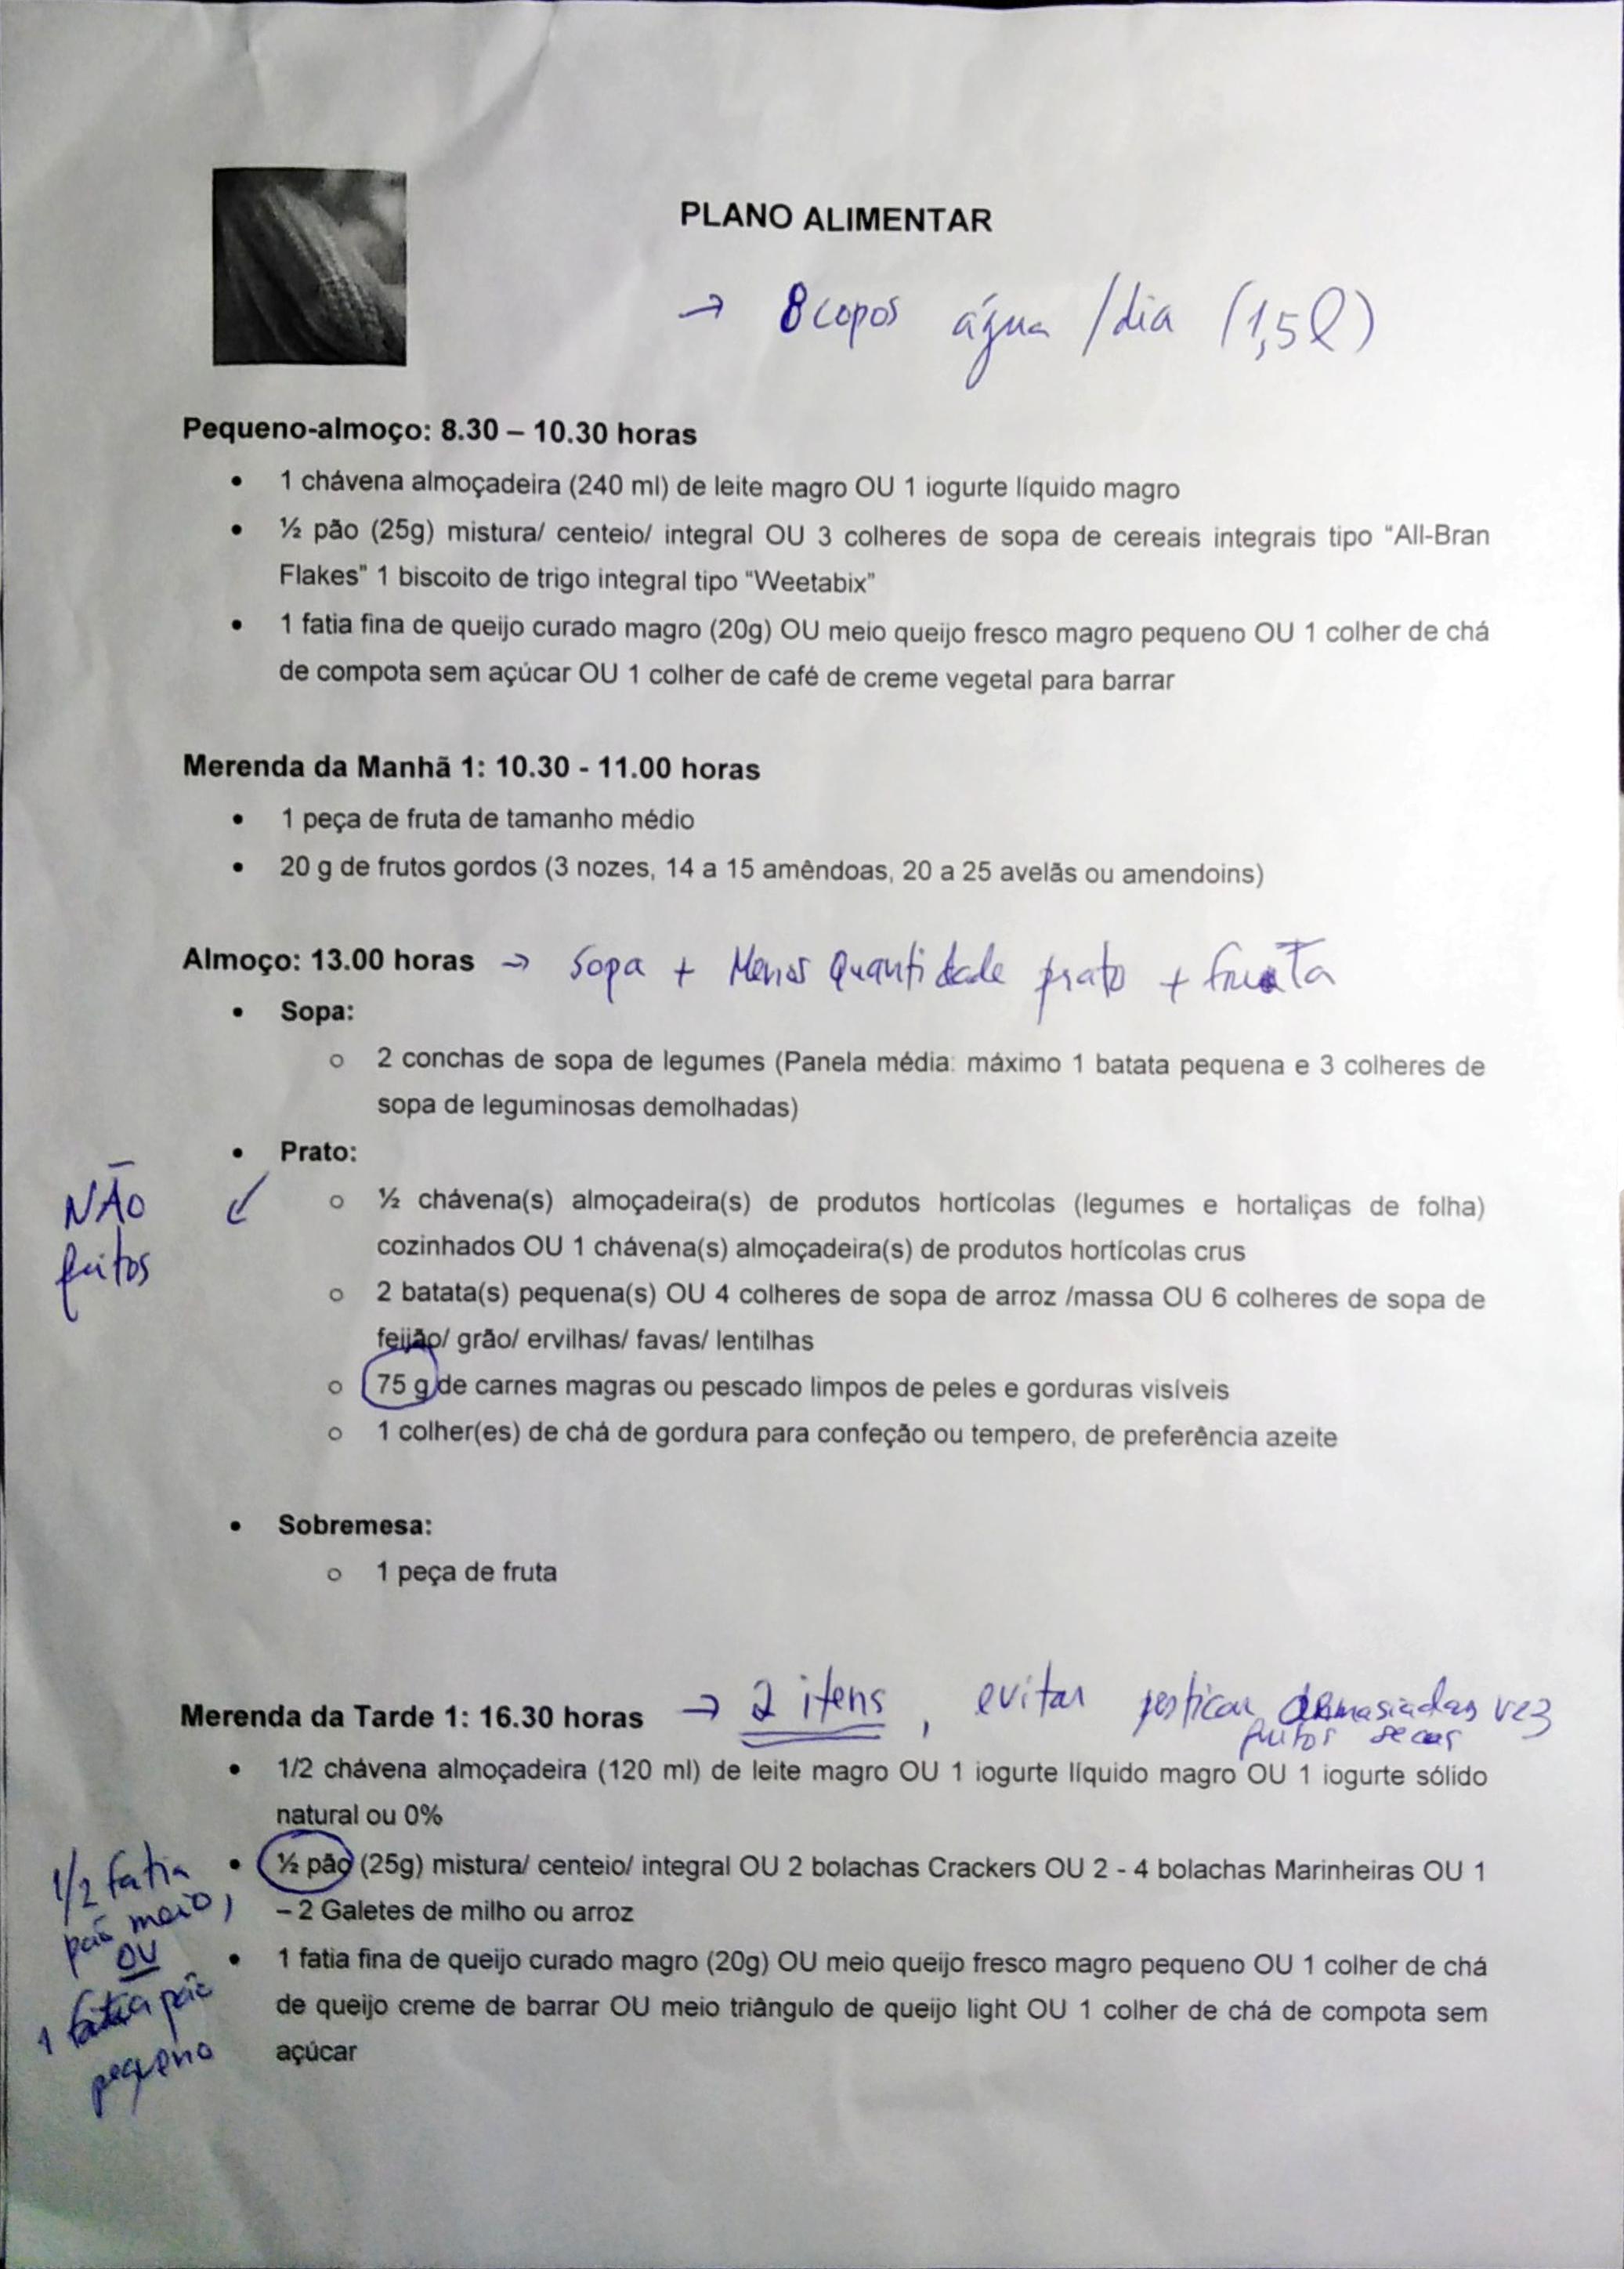 PLANO ALIMENTAR
→ 8 copos água /dia (1,5l)
Pequeno-almoço: 8.30 – 10.30 horas
• 1 chávena almoçadeira (240 ml) de leite magro OU 1 iogurte líquido magro
• ½ pão (25g) mistura/ centeio/ integral OU 3 colheres de sopa de cereais integrais tipo “All-Bran
Flakes” 1 biscoito de trigo integral tipo “Weetabix”
• 1 fatia fina de queijo curado magro (20g) OU meio queijo fresco magro pequeno OU 1 colher de chá
de compota sem açúcar OU 1 colher de café de creme vegetal para barrar
Merenda da Manhã 1: 10.30 - 11.00 horas
• 1 peça de fruta de tamanho médio
• 20 g de frutos gordos (3 nozes, 14 a 15 amêndoas, 20 a 25 avelãs ou amendoins)
Almoço: 13.00 horas → Sopa + Menos quantidade prato + fruta
• Sopa:
o 2 conchas de sopa de legumes (Panela média: máximo 1 batata pequena e 3 colheres de
sopa de leguminosas demolhadas)
• Prato:
NÃO
fritos
o ½ chávena(s) almoçadeira(s) de produtos hortícolas (legumes e hortaliças de folha)
cozinhados OU 1 chávena(s) almoçadeira(s) de produtos hortícolas crus
o 2 batata(s) pequena(s) OU 4 colheres de sopa de arroz /massa OU 6 colheres de sopa de
feijão/ grão/ ervilhas/ favas/ lentilhas
o 75 g de carnes magras ou pescado limpos de peles e gorduras visíveis
o 1 colher(es) de chá de gordura para confeção ou tempero, de preferência azeite
• Sobremesa:
o 1 peça de fruta
Merenda da Tarde 1: 16.30 horas → 2 itens, evitar demasiadas vez
frutos secos
• 1/2 chávena almoçadeira (120 ml) de leite magro OU 1 iogurte líquido magro OU 1 iogurte sólido
natural ou 0%
• ½ pão (25g) mistura/ centeio/ integral OU 2 bolachas Crackers OU 2 - 4 bolachas Marinheiras OU 1
– 2 Galetes de milho ou arroz
1/2 fatia
pão meio,
OU
1 fatia pão
pequeno
• 1 fatia fina de queijo curado magro (20g) OU meio queijo fresco magro pequeno OU 1 colher de chá
de queijo creme de barrar OU meio triângulo de queijo light OU 1 colher de chá de compota sem
açúcar